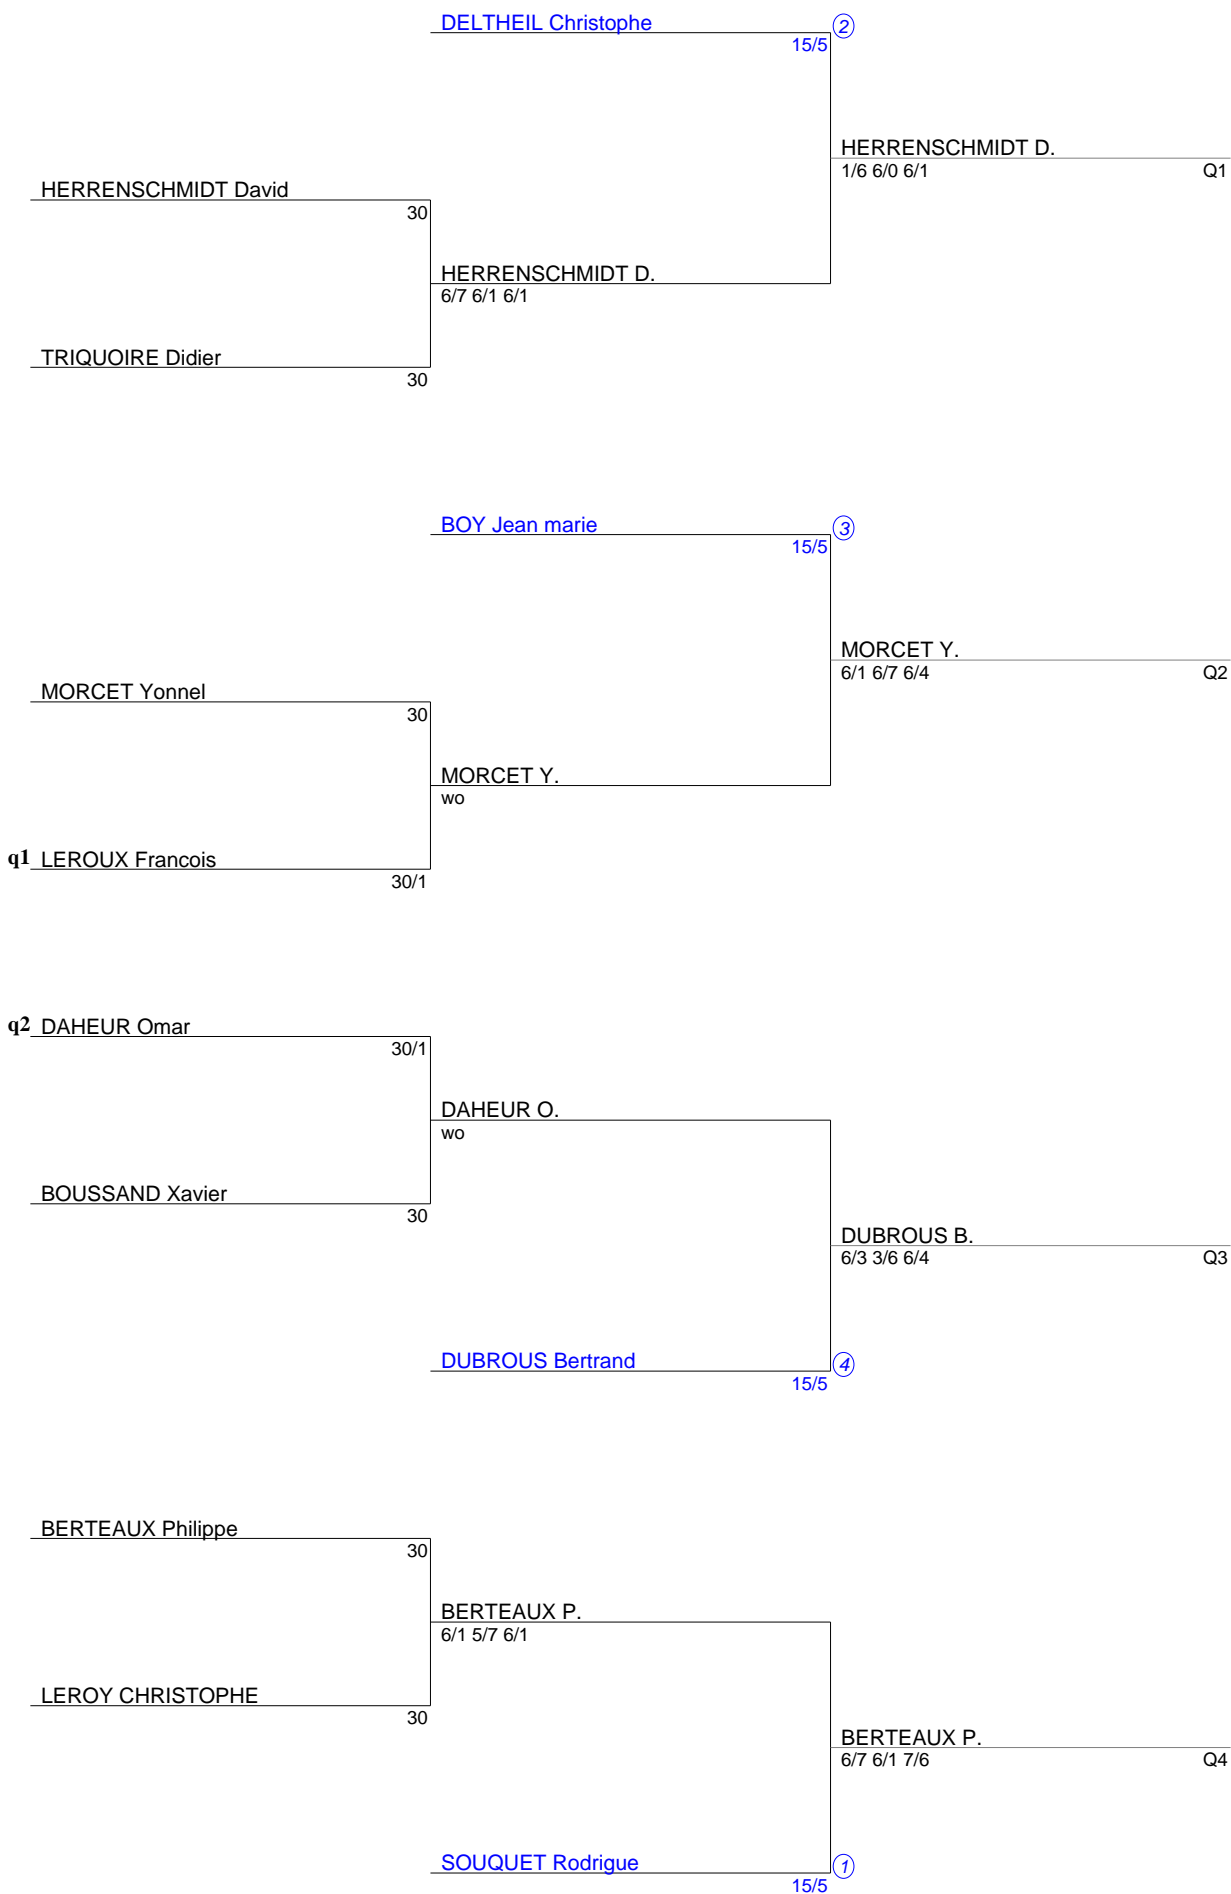 DELTHEIL Christophe
2
15/5
HERRENSCHMIDT D.
1/6 6/0 6/1
Q1
HERRENSCHMIDT David
30
HERRENSCHMIDT D.
6/7 6/1 6/1
TRIQUOIRE Didier
30
BOY Jean marie
3
15/5
MORCET Y.
6/1 6/7 6/4
Q2
MORCET Yonnel
30
MORCET Y.
wo
q1 LEROUX Francois
30/1
q2 DAHEUR Omar
30/1
DAHEUR O.
wo
BOUSSAND Xavier
30
DUBROUS B.
6/3 3/6 6/4
Q3
DUBROUS Bertrand
4
15/5
BERTEAUX Philippe
30
BERTEAUX P.
6/1 5/7 6/1
LEROY CHRISTOPHE
30
BERTEAUX P.
6/7 6/1 7/6
Q4
SOUQUET Rodrigue
1
15/5